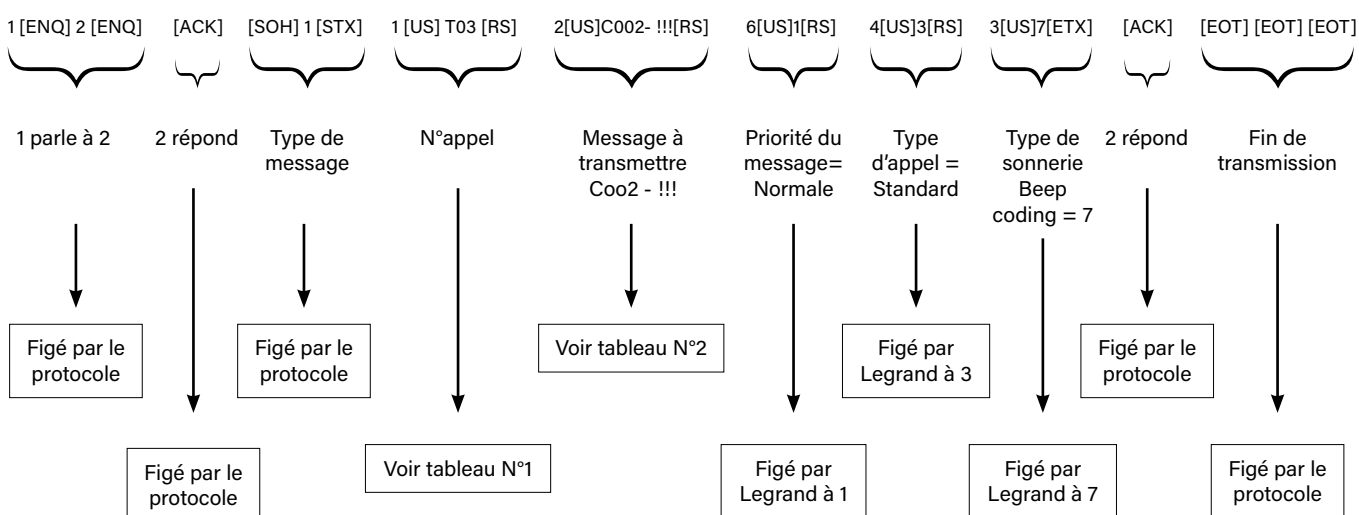 1 [ENQ] 2 [ENQ] [ACK] [SOH] 1 [STX] 1 [US] T03 [RS] 2[US]C002- !!![RS] 6[US]1[RS] 4[US]3[RS] 3[US]7[ETX] [ACK] [EOT] [EOT] [EOT]
1 parle à 2
2 répond
Type de
message
N°appel
Message à
transmettre
Coo2 - !!!
Priorité du
message=
Normale
Type
d'appel =
Standard
Type de
sonnerie
Beep
coding = 7
2 répond
Fin de
transmission
Figé par le
protocole
Figé par le
protocole
Figé par le
protocole
Voir tableau N°1
Voir tableau N°2
Figé par
Legrand à 1
Figé par
Legrand à 3
Figé par
Legrand à 7
Figé par le
protocole
Figé par le
protocole